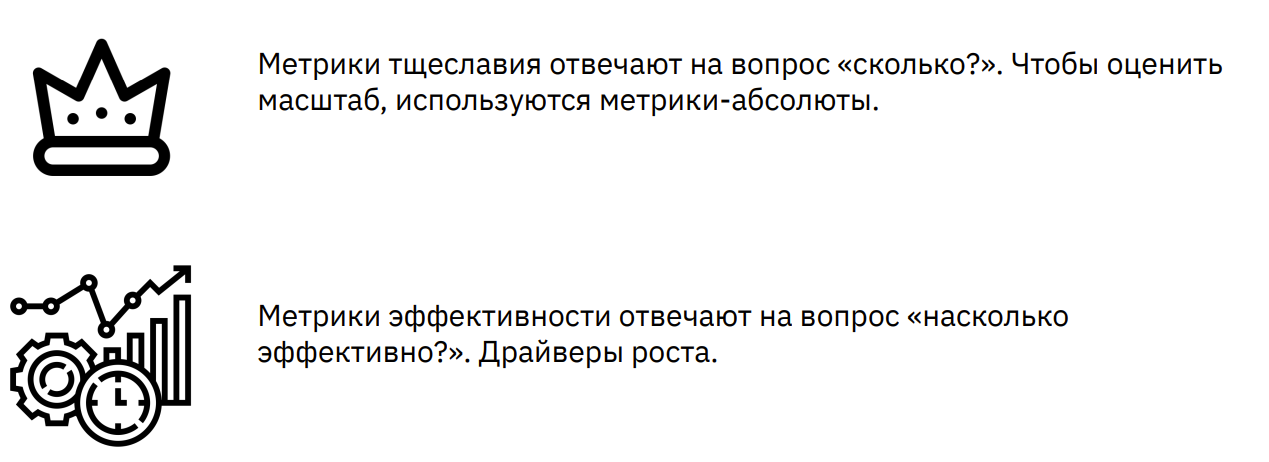 Метрики тщеславия отвечают на вопрос «сколько?». Чтобы оценить
масштаб, используются метрики-абсолюты.
Метрики эффективности отвечают на вопрос «насколько
эффективно?». Драйверы роста.